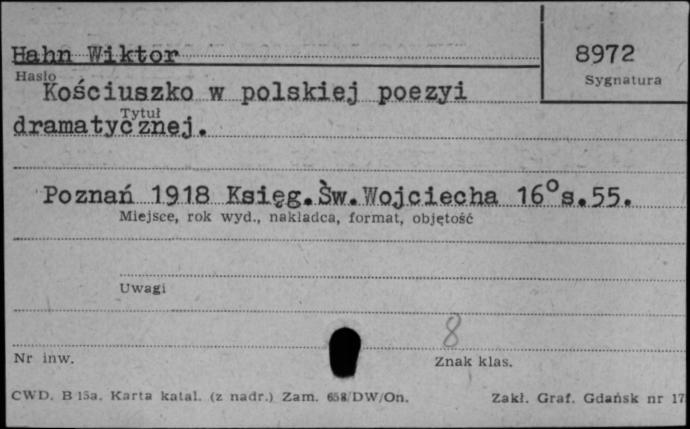 Hahn Wiktor
8972
Hasło
Sygnatura
Kościuszko w polskiej poezyi
Tytuł
dramatycznej.
Poznań 1918 Księg.Św.Wojciecha 16° s.55.
Miejsce, rok wyd., nakładca, format, objętość
Uwagi
8
Nr inw.
Znak klas.
CWD. B 15a. Karta katal. (z nadr.) Zam. 658/DW/On.
Zakł. Graf. Gdańsk nr 17